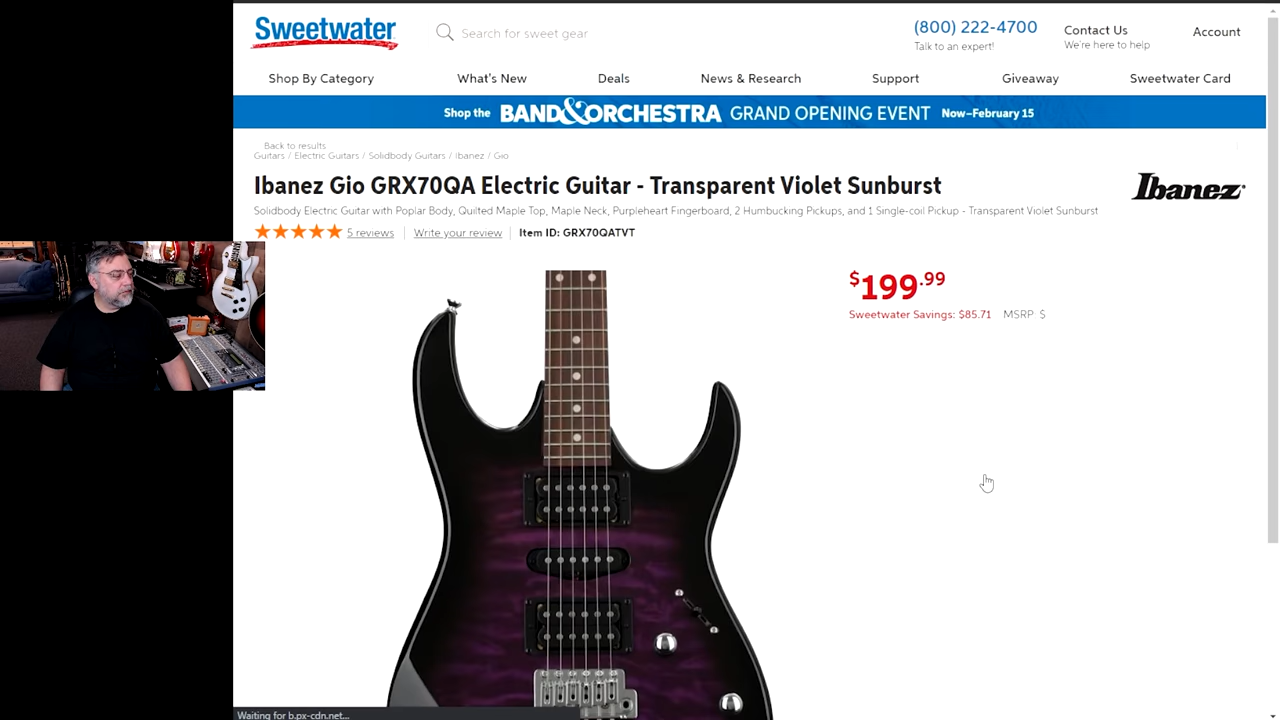 Sweetwater
Search for sweet gear
(800) 222-4700
Talk to an expert!
Contact Us
We're here to help
Account
Shop By Category What's New Deals News & Research Support Giveaway Sweetwater Card
Shop the BAND&ORCHESTRA GRAND OPENING EVENT Now–February 15
Back to results
Guitars / Electric Guitars / Solidbody Guitars / Ibanez / Gio
Ibanez Gio GRX70QA Electric Guitar - Transparent Violet Sunburst
Ibanez
Solidbody Electric Guitar with Poplar Body, Quilted Maple Top, Maple Neck, Purpleheart Fingerboard, 2 Humbucking Pickups, and 1 Single-coil Pickup - Transparent Violet Sunburst
5 reviews Write your review Item ID: GRX70QATVT
$199.99
Sweetwater Savings: $85.71 MSRP $
Waiting for b.px-cdn.net...